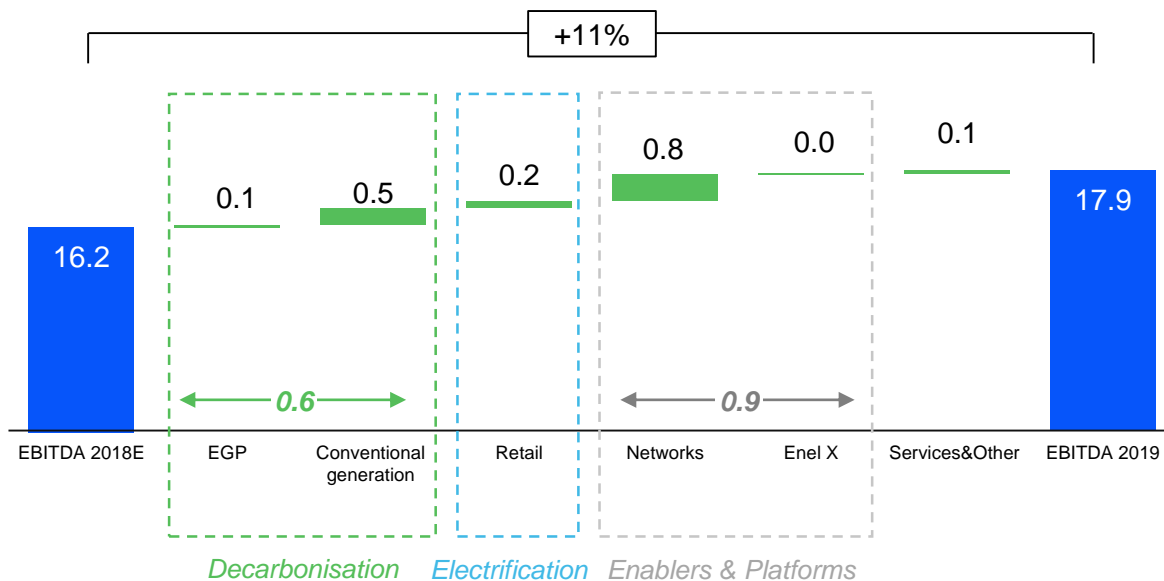 +11%
0.1
0.0
0.8
0.2
0.5
0.1
16.2
17.9
0.6
0.9
EBITDA 2018E
EGP
Conventional
generation
Retail
Networks
Enel X
Services&Other
EBITDA 2019
Decarbonisation
Electrification
Enablers & Platforms